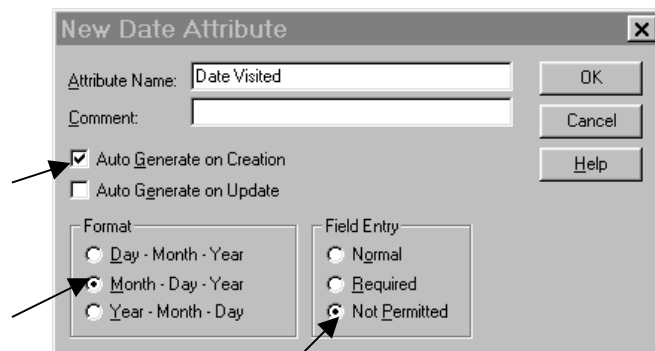 New Date Attribute
Attribute Name: Date Visited
OK
Comment:
Cancel
Auto Generate on Creation
Help
Auto Generate on Update
Format
Field Entry
Day - Month - Year
Normal
Month - Day - Year
Required
Year - Month - Day
Not Permitted